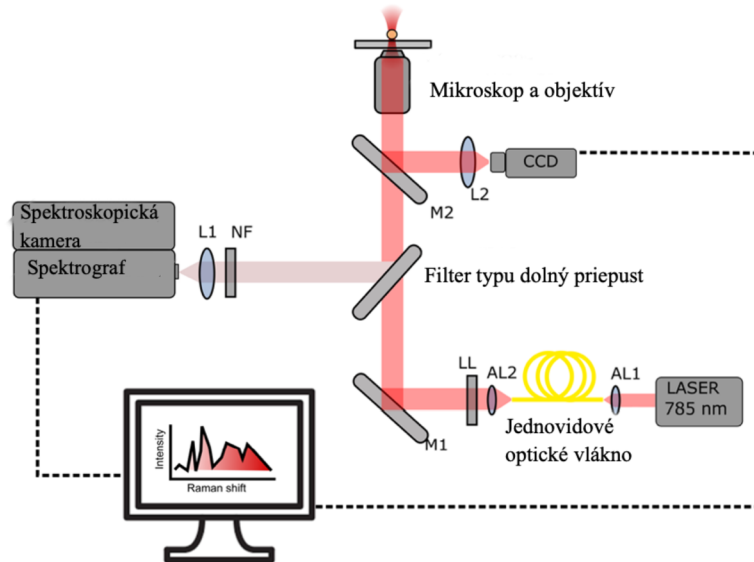 Mikroskop a objektív
CCD
L2
M2
Spektroskopická
kamera
Spektrograf
L1
NF
Filter typu dolný priepust
LL
AL2
AL1
LASER
785 nm
M1
Jednovidové
optické vlákno
Intensity
Raman shift